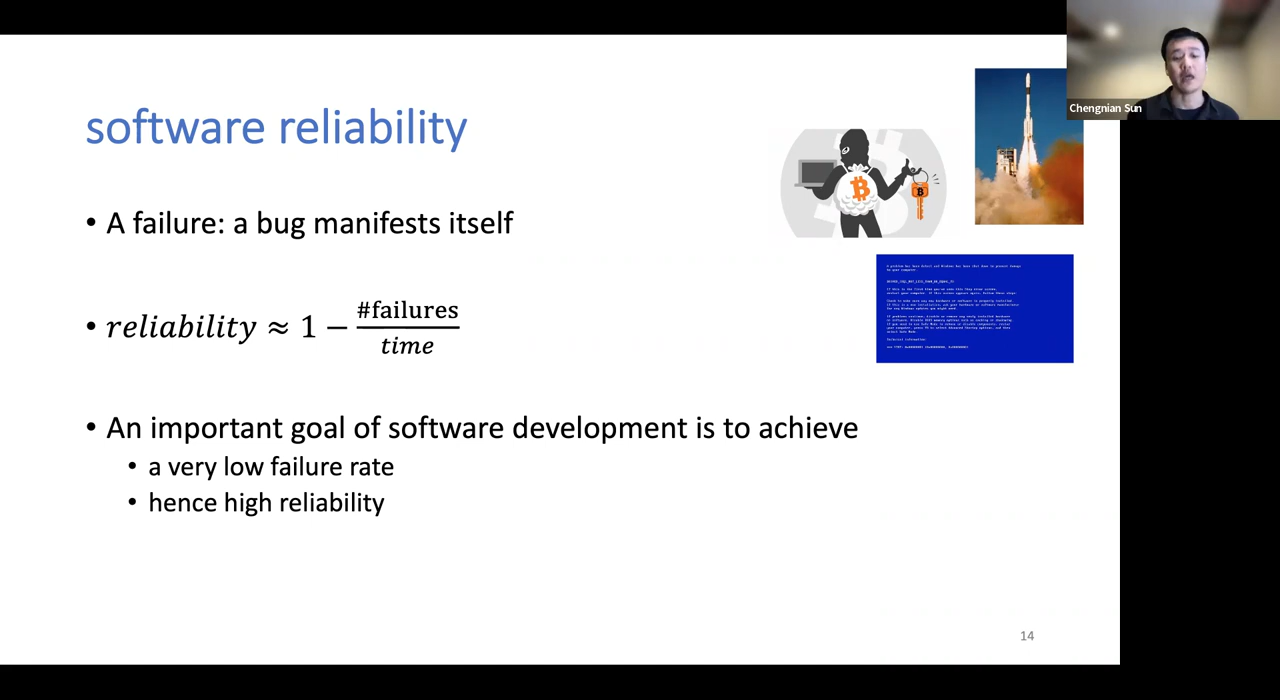 Chengnian Sun
software reliability
• A failure: a bug manifests itself
• reliability ≈ 1 − #failures / time
• An important goal of software development is to achieve
• a very low failure rate
• hence high reliability
14